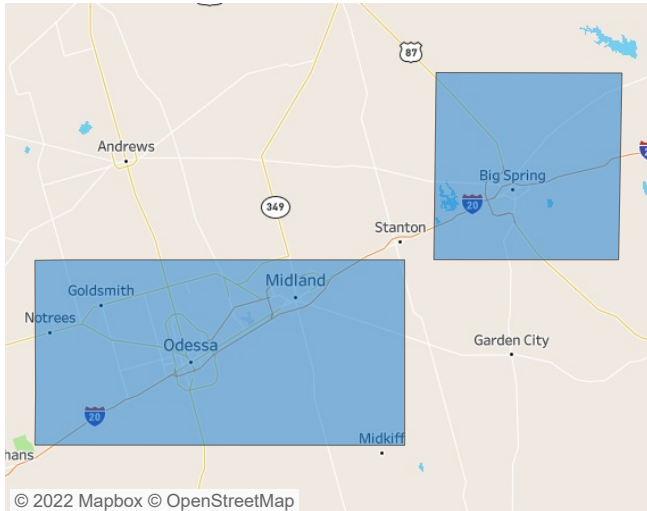 87
Andrews
Big Spring
20
349
Stanton
Goldsmith
Midland
Notrees
Odessa
Garden City
20
Midkiff
hans
© 2022 Mapbox © OpenStreetMap